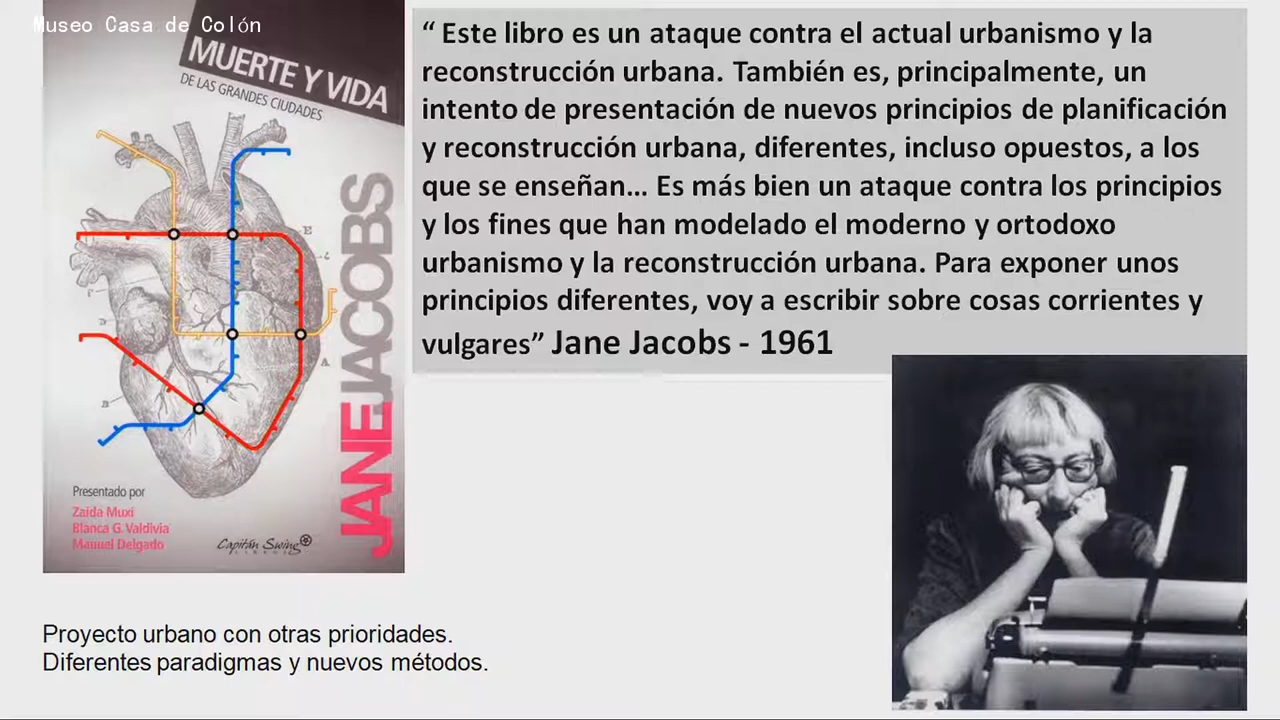 Museo Casa de Colón
MUERTE Y VIDA
DE LAS GRANDES CIUDADES
JANE JACOBS
Presentado por
Zaida Muxí
Blanca G. Valdivia
Manuel Delgado
Capitán Swing
LIBROS
“ Este libro es un ataque contra el actual urbanismo y la
reconstrucción urbana. También es, principalmente, un
intento de presentación de nuevos principios de planificación
y reconstrucción urbana, diferentes, incluso opuestos, a los
que se enseñan... Es más bien un ataque contra los principios
y los fines que han modelado el moderno y ortodoxo
urbanismo y la reconstrucción urbana. Para exponer unos
principios diferentes, voy a escribir sobre cosas corrientes y
vulgares” Jane Jacobs - 1961
Proyecto urbano con otras prioridades.
Diferentes paradigmas y nuevos métodos.